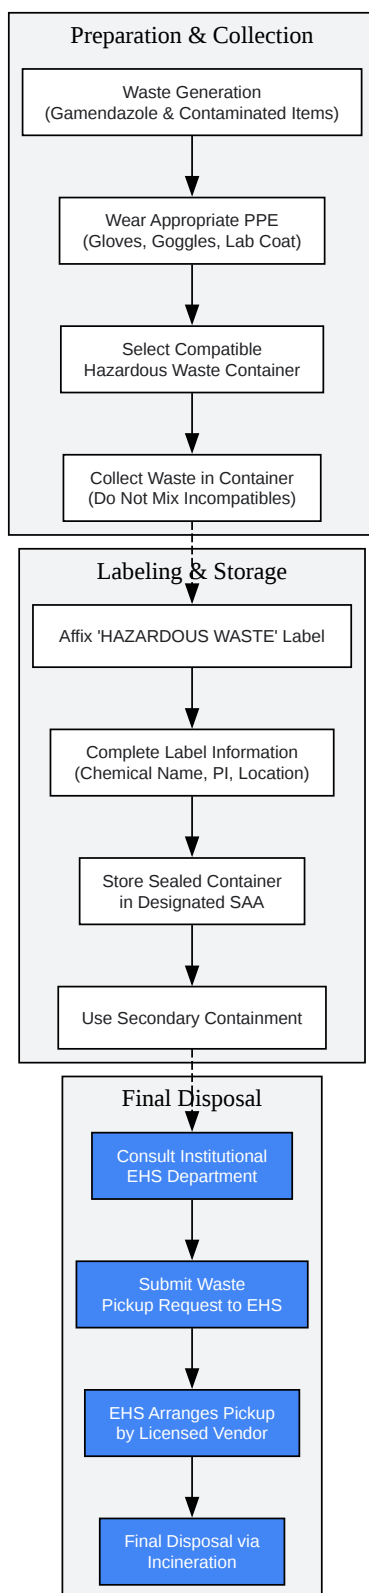 Preparation & Collection
Waste Generation
(Gamendazole & Contaminated Items)
Wear Appropriate PPE
(Gloves, Goggles, Lab Coat)
Select Compatible
Hazardous Waste Container
Collect Waste in Container
(Do Not Mix Incompatibles)
Labeling & Storage
Affix 'HAZARDOUS WASTE' Label
Complete Label Information
(Chemical Name, PI, Location)
Store Sealed Container
in Designated SAA
Use Secondary Containment
Final Disposal
Consult Institutional
EHS Department
Submit Waste
Pickup Request to EHS
EHS Arranges Pickup
by Licensed Vendor
Final Disposal via
Incineration